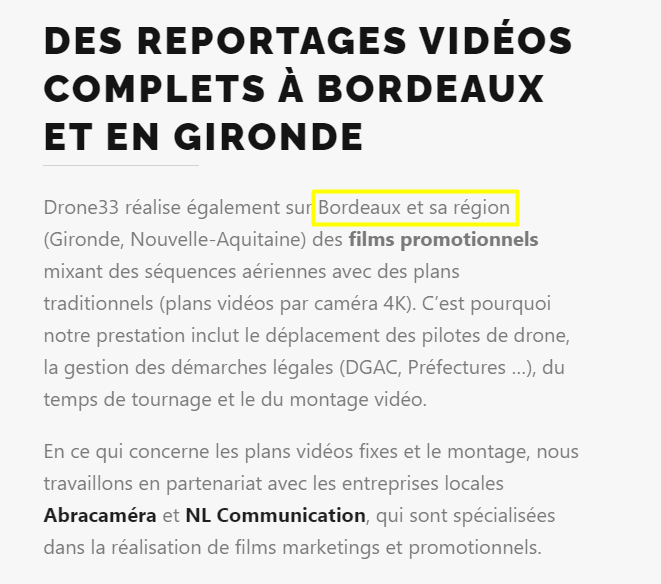 DES REPORTAGES VIDÉOS
COMPLETS À BORDEAUX
ET EN GIRONDE
Drone33 réalise également sur Bordeaux et sa région
(Gironde, Nouvelle-Aquitaine) des films promotionnels
mixant des séquences aériennes avec des plans
traditionnels (plans vidéos par caméra 4K). C’est pourquoi
notre prestation inclut le déplacement des pilotes de drone,
la gestion des démarches légales (DGAC, Préfectures …), du
temps de tournage et le du montage vidéo.
En ce qui concerne les plans vidéos fixes et le montage, nous
travaillons en partenariat avec les entreprises locales
Abracaméra et NL Communication, qui sont spécialisées
dans la réalisation de films marketings et promotionnels.